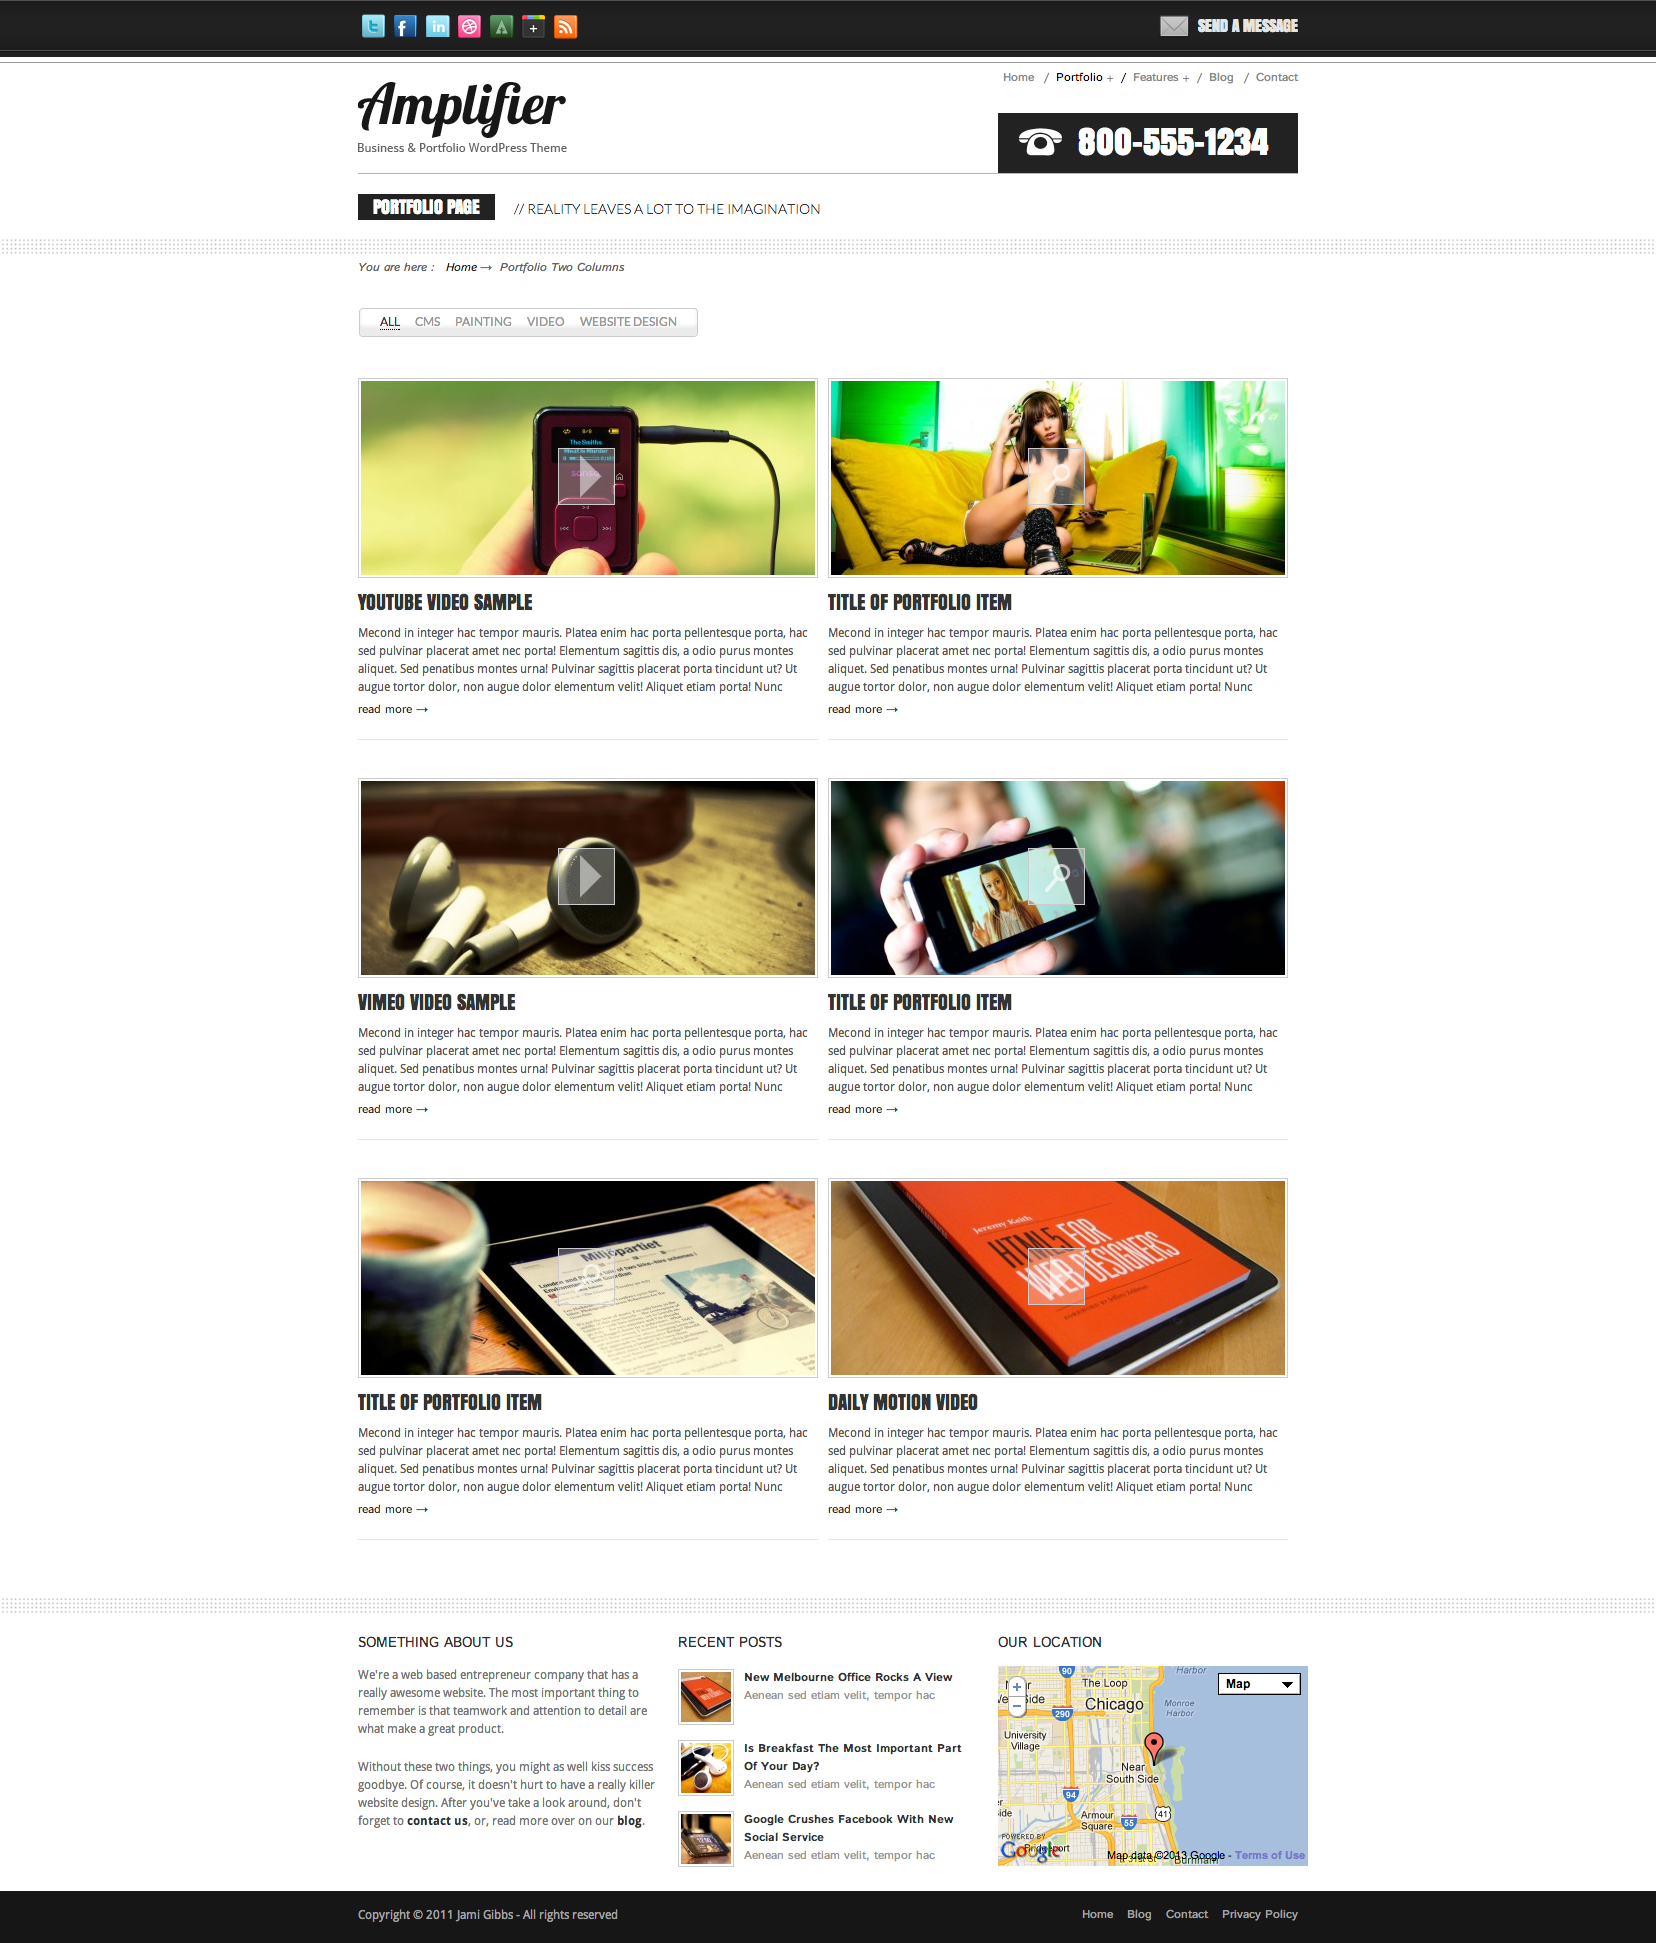 SEND A MESSAGE
Home / Portfolio + / Features + / Blog / Contact
Amplifier
Business & Portfolio WordPress Theme
800-555-1234
PORTFOLIO PAGE // REALITY LEAVES A LOT TO THE IMAGINATION
You are here : Home → Portfolio Two Columns
ALL CMS PAINTING VIDEO WEBSITE DESIGN
8/9
The Smiths
Meat is Murder
YOUTUBE VIDEO SAMPLE
Mecond in integer hac tempor mauris. Platea enim hac porta pellentesque porta, hac
sed pulvinar placerat amet nec porta! Elementum sagittis dis, a odio purus montes
aliquet. Sed penatibus montes urna! Pulvinar sagittis placerat porta tincidunt ut? Ut
augue tortor dolor, non augue dolor elementum velit! Aliquet etiam porta! Nunc
read more →
TITLE OF PORTFOLIO ITEM
Mecond in integer hac tempor mauris. Platea enim hac porta pellentesque porta, hac
sed pulvinar placerat amet nec porta! Elementum sagittis dis, a odio purus montes
aliquet. Sed penatibus montes urna! Pulvinar sagittis placerat porta tincidunt ut? Ut
augue tortor dolor, non augue dolor elementum velit! Aliquet etiam porta! Nunc
read more →
VIMEO VIDEO SAMPLE
Mecond in integer hac tempor mauris. Platea enim hac porta pellentesque porta, hac
sed pulvinar placerat amet nec porta! Elementum sagittis dis, a odio purus montes
aliquet. Sed penatibus montes urna! Pulvinar sagittis placerat porta tincidunt ut? Ut
augue tortor dolor, non augue dolor elementum velit! Aliquet etiam porta! Nunc
read more →
TITLE OF PORTFOLIO ITEM
Mecond in integer hac tempor mauris. Platea enim hac porta pellentesque porta, hac
sed pulvinar placerat amet nec porta! Elementum sagittis dis, a odio purus montes
aliquet. Sed penatibus montes urna! Pulvinar sagittis placerat porta tincidunt ut? Ut
augue tortor dolor, non augue dolor elementum velit! Aliquet etiam porta! Nunc
read more →
Miljöpartiet
TITLE OF PORTFOLIO ITEM
Mecond in integer hac tempor mauris. Platea enim hac porta pellentesque porta, hac
sed pulvinar placerat amet nec porta! Elementum sagittis dis, a odio purus montes
aliquet. Sed penatibus montes urna! Pulvinar sagittis placerat porta tincidunt ut? Ut
augue tortor dolor, non augue dolor elementum velit! Aliquet etiam porta! Nunc
read more →
Jeremy Keith
HTML5 FOR
WEB DESIGNERS
DAILY MOTION VIDEO
Mecond in integer hac tempor mauris. Platea enim hac porta pellentesque porta, hac
sed pulvinar placerat amet nec porta! Elementum sagittis dis, a odio purus montes
aliquet. Sed penatibus montes urna! Pulvinar sagittis placerat porta tincidunt ut? Ut
augue tortor dolor, non augue dolor elementum velit! Aliquet etiam porta! Nunc
read more →
SOMETHING ABOUT US
We're a web based entrepreneur company that has a
really awesome website. The most important thing to
remember is that teamwork and attention to detail are
what make a great product.
Without these two things, you might as well kiss success
goodbye. Of course, it doesn't hurt to have a really killer
website design. After you've take a look around, don't
forget to contact us, or, read more over on our blog.
RECENT POSTS
New Melbourne Office Rocks A View
Aenean sed etiam velit, tempor hac
Is Breakfast The Most Important Part
Of Your Day?
Aenean sed etiam velit, tempor hac
Google Crushes Facebook With New
Social Service
Aenean sed etiam velit, tempor hac
OUR LOCATION
90
Harbor
The Loop
Map
Chicago
Monroe
Harbor
290
University
Village
Near
South Side
94
Armour
Square
55
41
POWERED BY
Google
Map data ©2013 Google - Terms of Use
Copyright © 2011 Jami Gibbs - All rights reserved
Home Blog Contact Privacy Policy